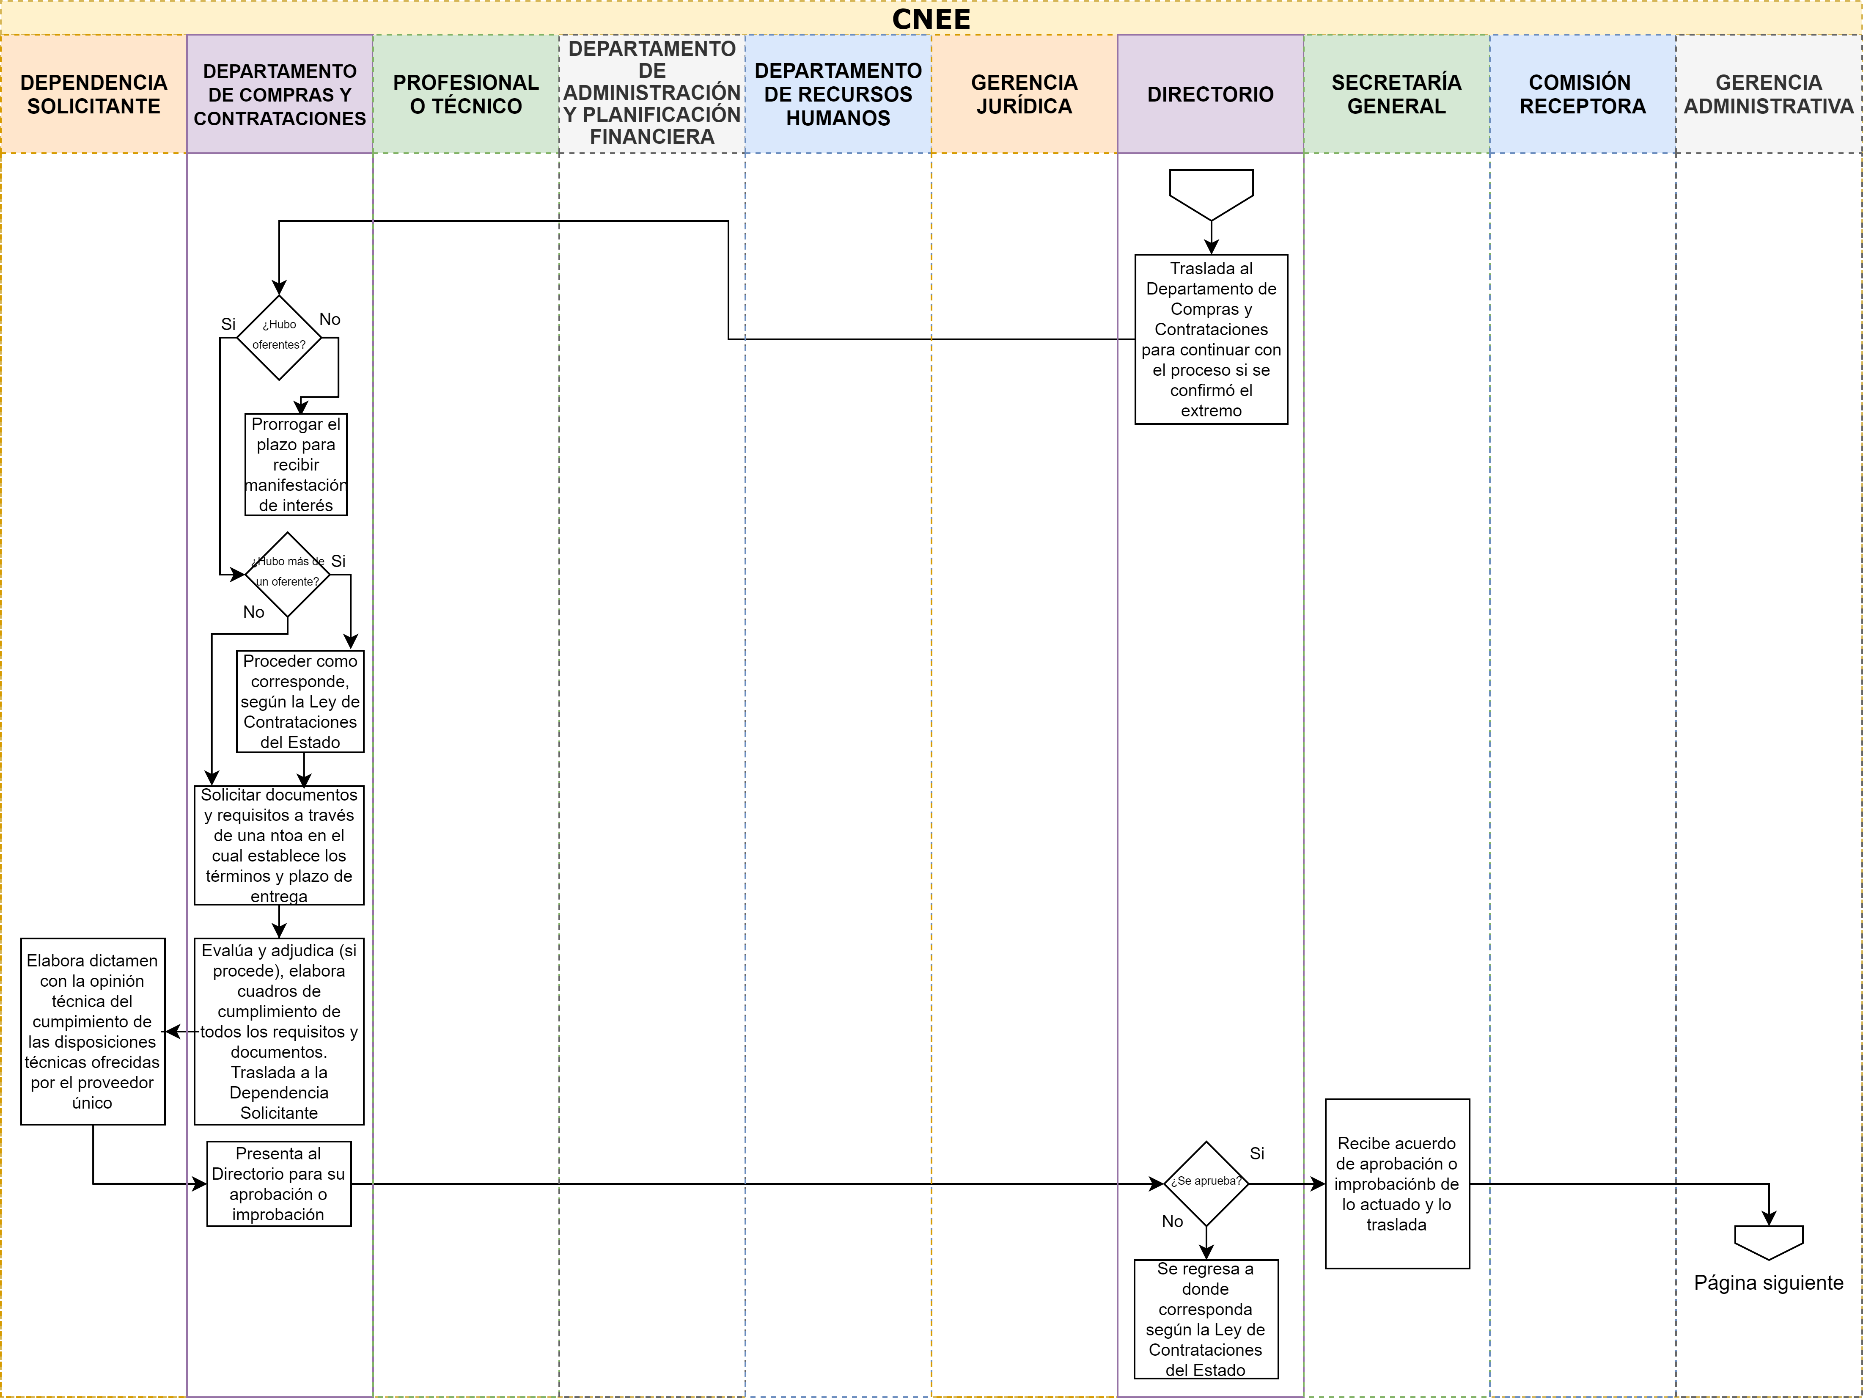 CNEE
DEPENDENCIA
SOLICITANTE
DEPARTAMENTO
DE COMPRAS Y
CONTRATACIONES
PROFESIONAL
O TÉCNICO
DEPARTAMENTO
DE
ADMINISTRACIÓN
Y PLANIFICACIÓN
FINANCIERA
DEPARTAMENTO
DE RECURSOS
HUMANOS
GERENCIA
JURÍDICA
DIRECTORIO
SECRETARÍA
GENERAL
COMISIÓN
RECEPTORA
GERENCIA
ADMINISTRATIVA
Traslada al
Departamento de
Compras y
Contrataciones
para continuar con
el proceso si se
confirmó el
extremo
Si
¿Hubo
oferentes?
No
Prorrogar el
plazo para
recibir
manifestación
de interés
¿Hubo más de
un oferente?
Si
No
Proceder como
corresponde,
según la Ley de
Contrataciones
del Estado
Solicitar documentos
y requisitos a través
de una ntoa en el
cual establece los
términos y plazo de
entrega
Evalúa y adjudica (si
procede), elabora
cuadros de
cumplimiento de
todos los requisitos y
documentos.
Traslada a la
Dependencia
Solicitante
Elabora dictamen
con la opinión
técnica del
cumpimiento de
las disposiciones
técnicas ofrecidas
por el proveedor
único
Presenta al
Directorio para su
aprobación o
improbación
¿Se aprueba?
Si
No
Se regresa a
donde
corresponda
según la Ley de
Contrataciones
del Estado
Recibe acuerdo
de aprobación o
improbaciónb de
lo actuado y lo
traslada
Página siguiente